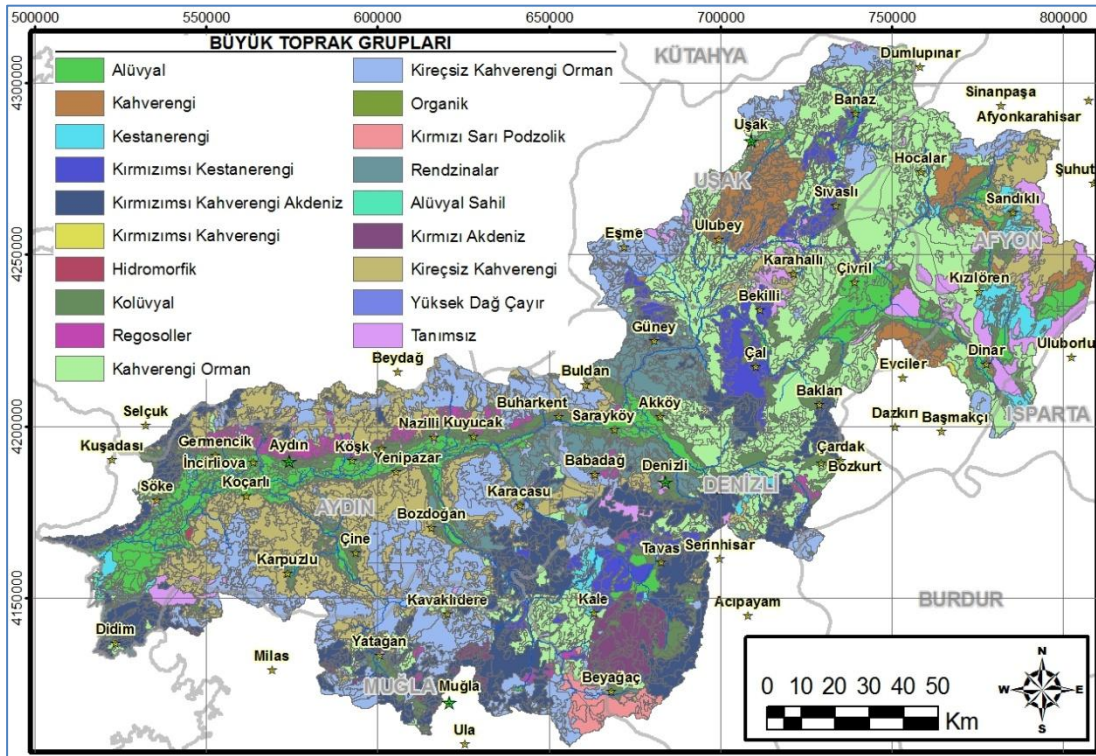 500000 550000 600000 650000 700000 750000 800000
BÜYÜK TOPRAK GRUPLARI
Alüvyal
Kahverengi
Kestanerengi
Kırmızımsı Kestanerengi
Kırmızımsı Kahverengi Akdeniz
Kırmızımsı Kahverengi
Hidromorfik
Kolüvyal
Regosoller
Kahverengi Orman
Kireçsiz Kahverengi Orman
Organik
Kırmızı Sarı Podzolik
Rendzinalar
Alüvyal Sahil
Kırmızı Akdeniz
Kireçsiz Kahverengi
Yüksek Dağ Çayır
Tanımsız
4300000
4250000
4200000
4150000
KÜTAHYA
Dumlupınar
Banaz
Sinanpaşa
Afyonkarahisar
Uşak
Hocalar
Şuhut
UŞAK
Sıvaslı
Sandıklı
Ulubey
AFYON
Eşme
Karahallı
Çivril
Kızılören
Bekilli
Güney
Dinar
Uluborlu
Çal
Evciler
Beydağ
Buldan
Baklan
Selçuk
Buharkent
Sarayköy
Akköy
Dazkırı
Başmakçı
ISPARTA
Kuşadası
Germencik
Aydın
Köşk
Nazilli
Kuyucak
Çardak
Bozkurt
İncirliova
Yenipazar
Babadağ
Denizli
DENİZLİ
Söke
Koçarlı
Karacasu
AYDIN
Bozdoğan
Çine
Tavas
Serinhisar
Karpuzlu
Kavaklıdere
Kale
Acıpayam
BURDUR
Didim
Yatağan
Milas
MUĞLA
Muğla
Beyağaç
Ula
N
W E
S
0 10 20 30 40 50
Km